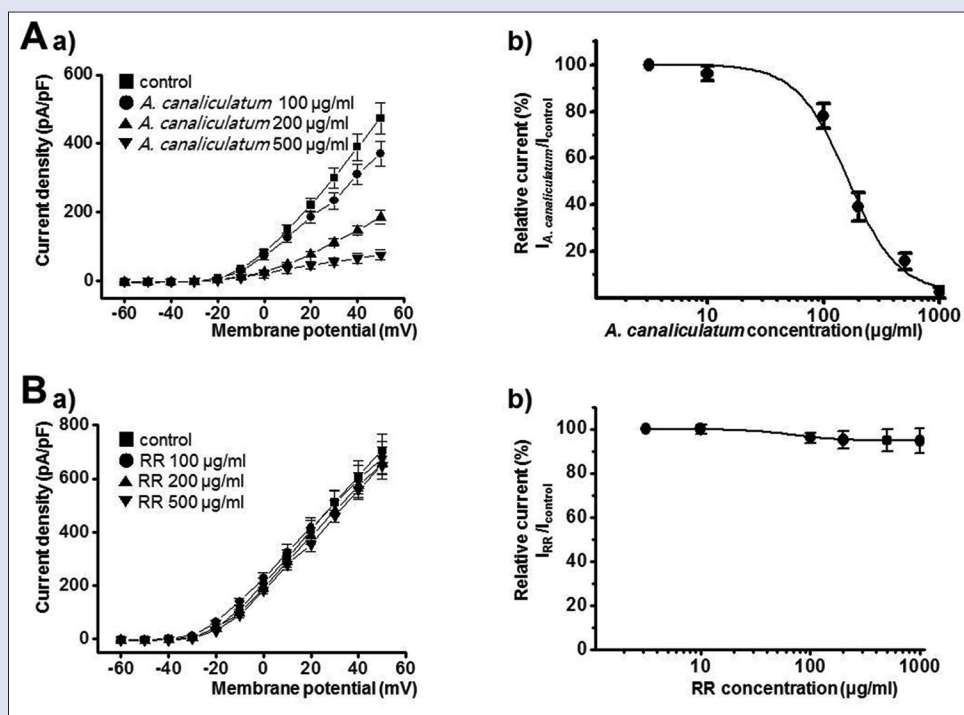 A a)
600
400
200
0
Current density (pA/pF)
control
A. canaliculatum 100 µg/ml
A. canaliculatum 200 µg/ml
A. canaliculatum 500 µg/ml
-60 -40 -20 0 20 40 60
Membrane potential (mV)
b)
100
80
60
40
20
Relative current (%)
I A. canaliculatum/I control
10 100 1000
A. canaliculatum concentration (µg/ml)
B a)
800
600
400
200
0
Current density (pA/pF)
control
RR 100 µg/ml
RR 200 µg/ml
RR 500 µg/ml
-60 -40 -20 0 20 40 60
Membrane potential (mV)
b)
100
80
60
40
20
0
Relative current (%)
I RR/I control
10 100 1000
RR concentration (µg/ml)